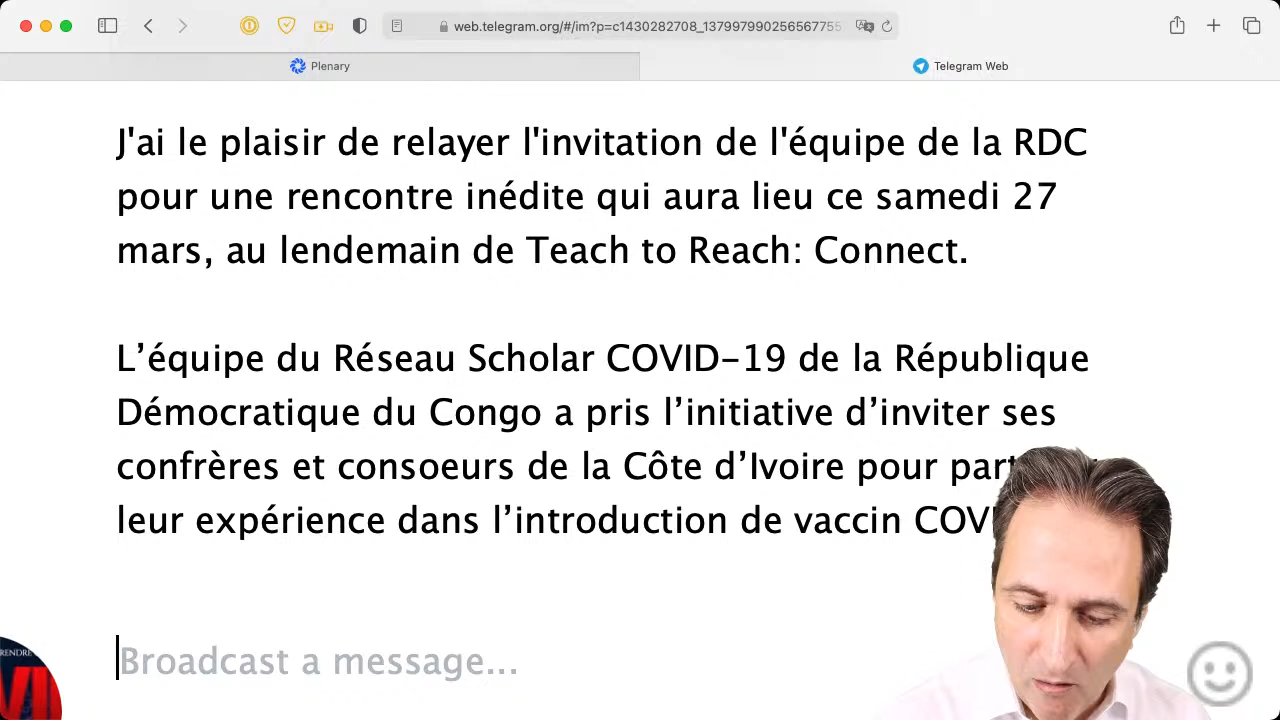 web.telegram.org/#/im?p=c1430282708_13799799025656775
Plenary
Telegram Web
J'ai le plaisir de relayer l'invitation de l'équipe de la RDC
pour une rencontre inédite qui aura lieu ce samedi 27
mars, au lendemain de Teach to Reach: Connect.
L’équipe du Réseau Scholar COVID-19 de la République
Démocratique du Congo a pris l’initiative d’inviter ses
confrères et consoeurs de la Côte d’Ivoire pour
leur expérience dans l’introduction de vaccin
Broadcast a message...